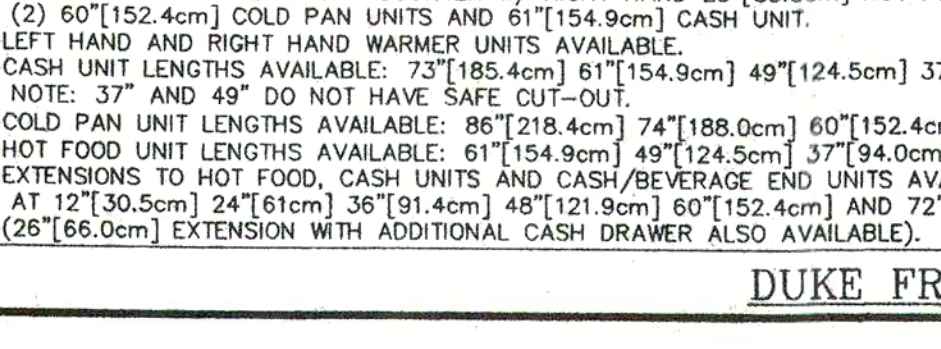 (2) 60"[152.4cm] COLD PAN UNITS AND 61"[154.9cm] CASH UNIT.
LEFT HAND AND RIGHT HAND WARMER UNITS AVAILABLE.
CASH UNIT LENGTHS AVAILABLE: 73"[185.4cm] 61"[154.9cm] 49"[124.5cm] 37
NOTE: 37" AND 49" DO NOT HAVE SAFE CUT-OUT.
COLD PAN UNIT LENGTHS AVAILABLE: 86"[218.4cm] 74"[188.0cm] 60"[152.4c
HOT FOOD UNIT LENGTHS AVAILABLE: 61"[154.9cm] 49"[124.5cm] 37"[94.0cm
EXTENSIONS TO HOT FOOD, CASH UNITS AND CASH/BEVERAGE END UNITS AV
AT 12"[30.5cm] 24"[61cm] 36"[91.4cm] 48"[121.9cm] 60"[152.4cm] AND 72"
(26"[66.0cm] EXTENSION WITH ADDITIONAL CASH DRAWER ALSO AVAILABLE).
DUKE FR